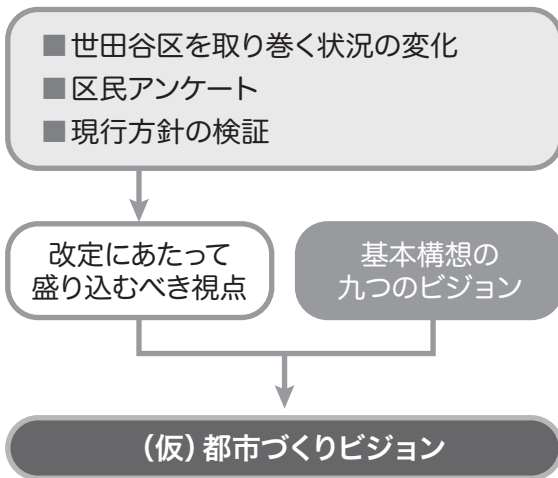 ■世田谷区を取り巻く状況の変化
■区民アンケート
■現行方針の検証
改定にあたって
盛り込むべき視点
基本構想の
九つのビジョン
（仮）都市づくりビジョン